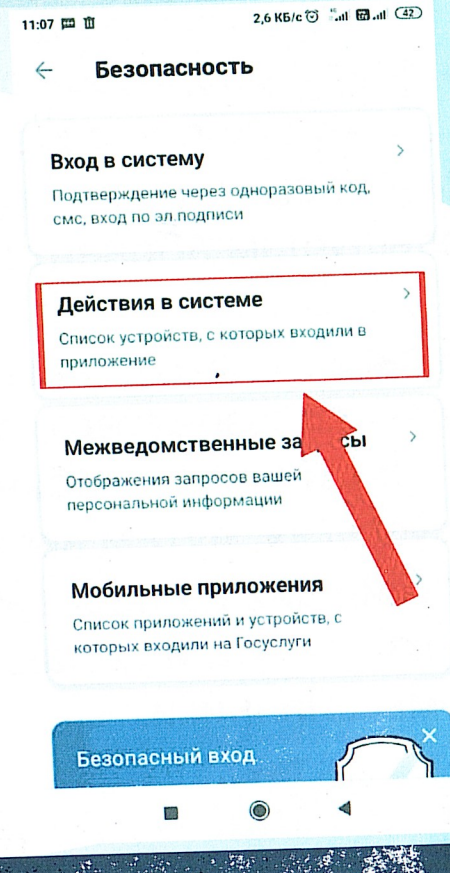 11:07
2,6 КБ/с
42
Безопасность
Вход в систему
Подтверждение через одноразовый код,
смс, вход по эл.подписи
Действия в системе
Список устройств, с которых входили в
приложение
Межведомственные за сы
Отображения запросов вашей
персональной информации
Мобильные приложения
Список приложений и устройств, с
которых входили на Госуслуги
Безопасный вход